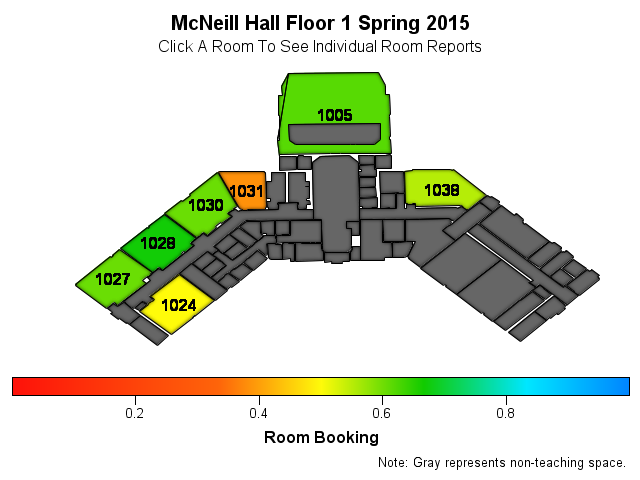 McNeill Hall Floor 1 Spring 2015
Click A Room To See Individual Room Reports
1005
1031
1038
1030
1028
1027
1024
0.2 0.4 0.6 0.8
Room Booking
Note: Gray represents non-teaching space.